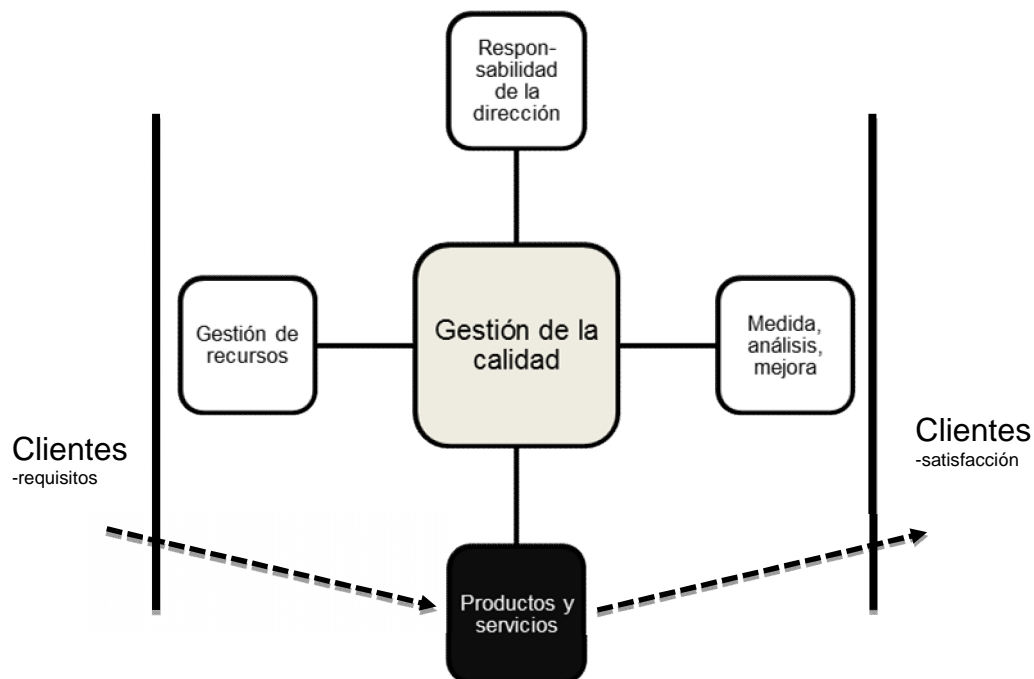 Respon-
sabilidad
de la
dirección
Gestión de
recursos
Gestión de la
calidad
Medida,
análisis,
mejora
Clientes
-requisitos
Clientes
-satisfacción
Productos y
servicios